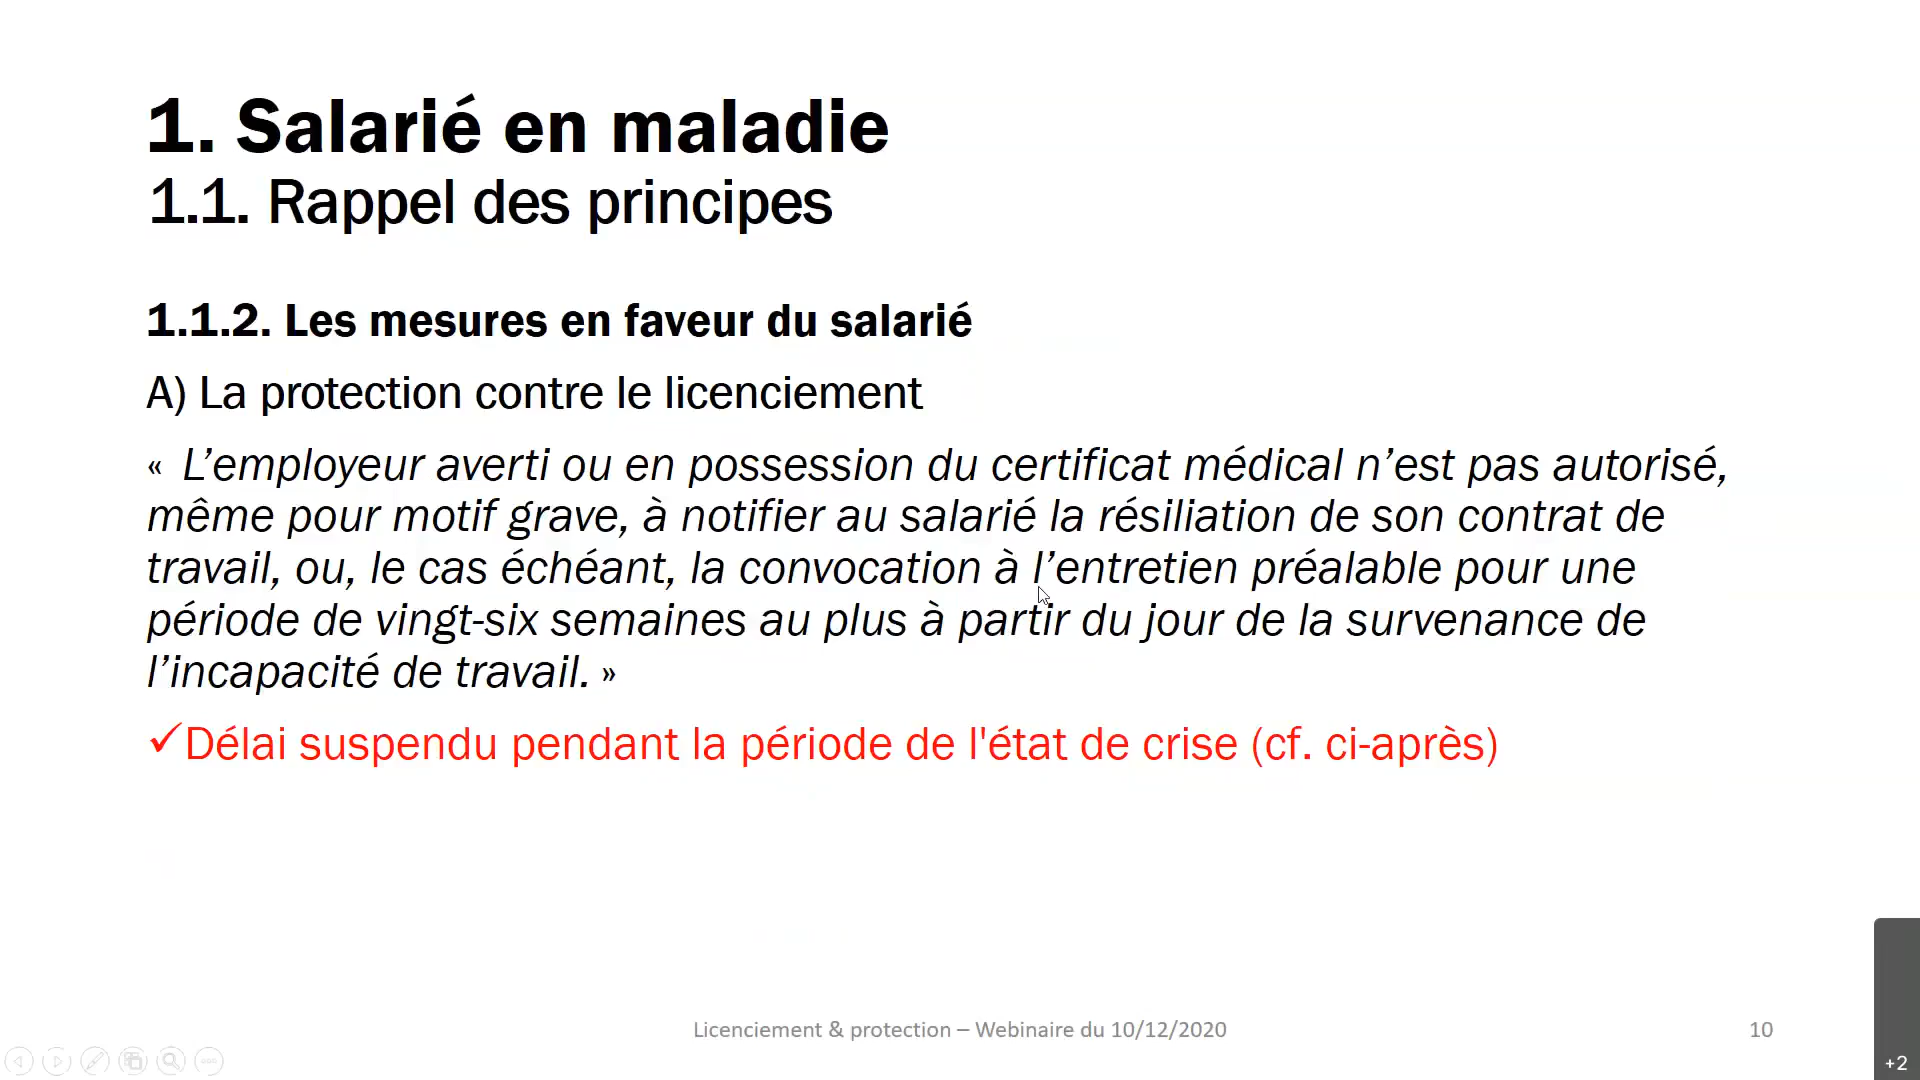 1. Salarié en maladie
1.1. Rappel des principes
1.1.2. Les mesures en faveur du salarié
A) La protection contre le licenciement
« L’employeur averti ou en possession du certificat médical n’est pas autorisé,
même pour motif grave, à notifier au salarié la résiliation de son contrat de
travail, ou, le cas échéant, la convocation à l’entretien préalable pour une
période de vingt-six semaines au plus à partir du jour de la survenance de
l’incapacité de travail. »
✓Délai suspendu pendant la période de l'état de crise (cf. ci-après)
Licenciement & protection – Webinaire du 10/12/2020
10
+2